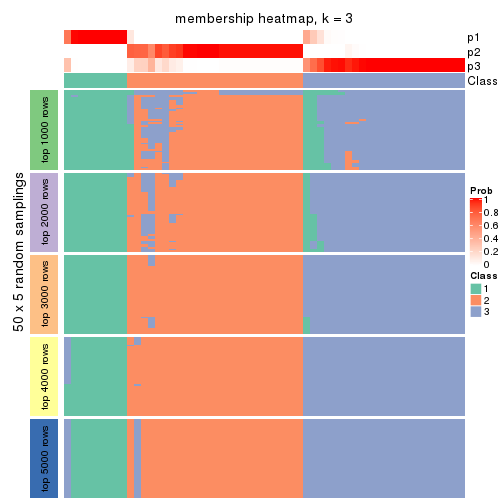 membership heatmap, k = 3
p1
p2
p3
Class
50 x 5 random samplings
top 1000 rows
top 2000 rows
top 3000 rows
top 4000 rows
top 5000 rows
Prob
1
0.8
0.6
0.4
0.2
0
Class
1
2
3